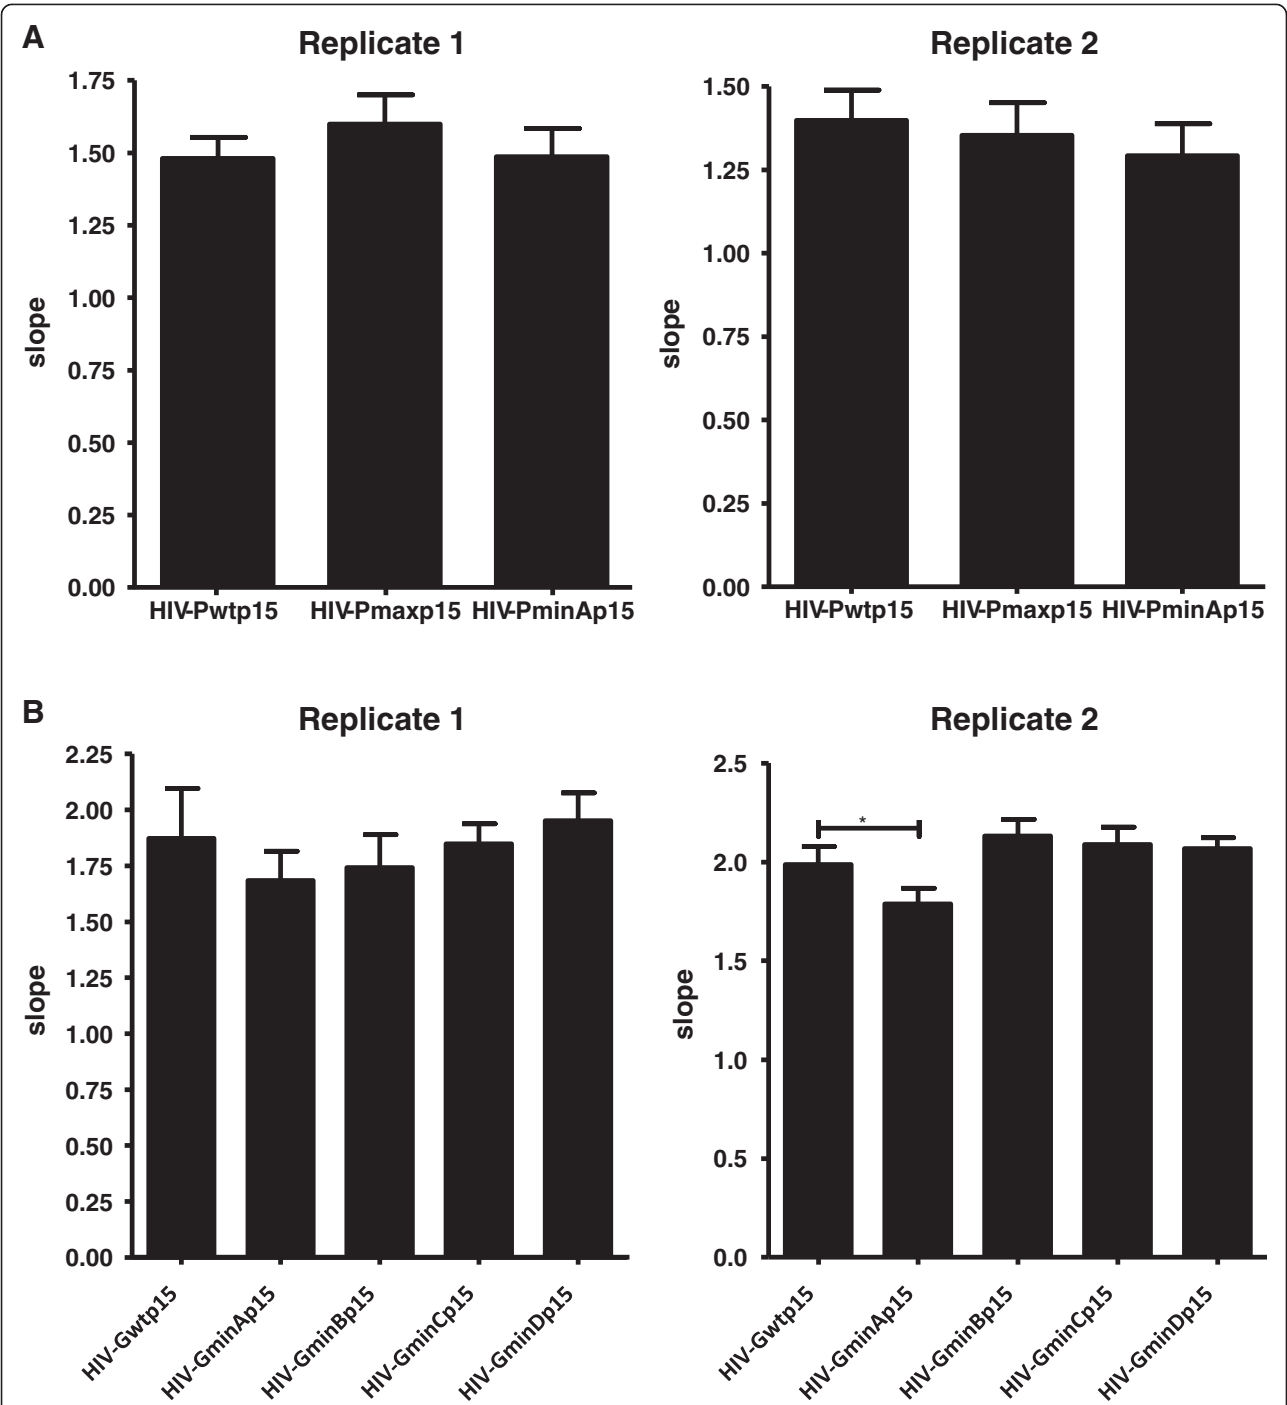 A
Replicate 1
1.75
1.50
1.25
1.00
0.75
0.50
0.25
0.00
slope
HIV-Pwtp15 HIV-Pmaxp15 HIV-PminAp15
Replicate 2
1.50
1.25
1.00
0.75
0.50
0.25
0.00
slope
HIV-Pwtp15 HIV-Pmaxp15 HIV-PminAp15
B
Replicate 1
2.25
2.00
1.75
1.50
1.25
1.00
0.75
0.50
0.25
0.00
slope
HIV-Gwtp15
HIV-GminAp15
HIV-GminBp15
HIV-GminCp15
HIV-GminDp15
Replicate 2
2.5
2.0
1.5
1.0
0.5
0.0
slope
*
HIV-Gwtp15
HIV-GminAp15
HIV-GminBp15
HIV-GminCp15
HIV-GminDp15